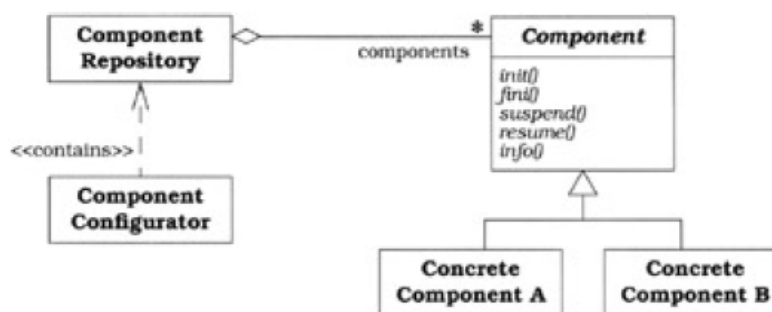 Component
Repository
*
components
Component
init()
fini()
suspend()
resume()
info()
<<contains>>
Component
Configurator
Concrete
Component A
Concrete
Component B